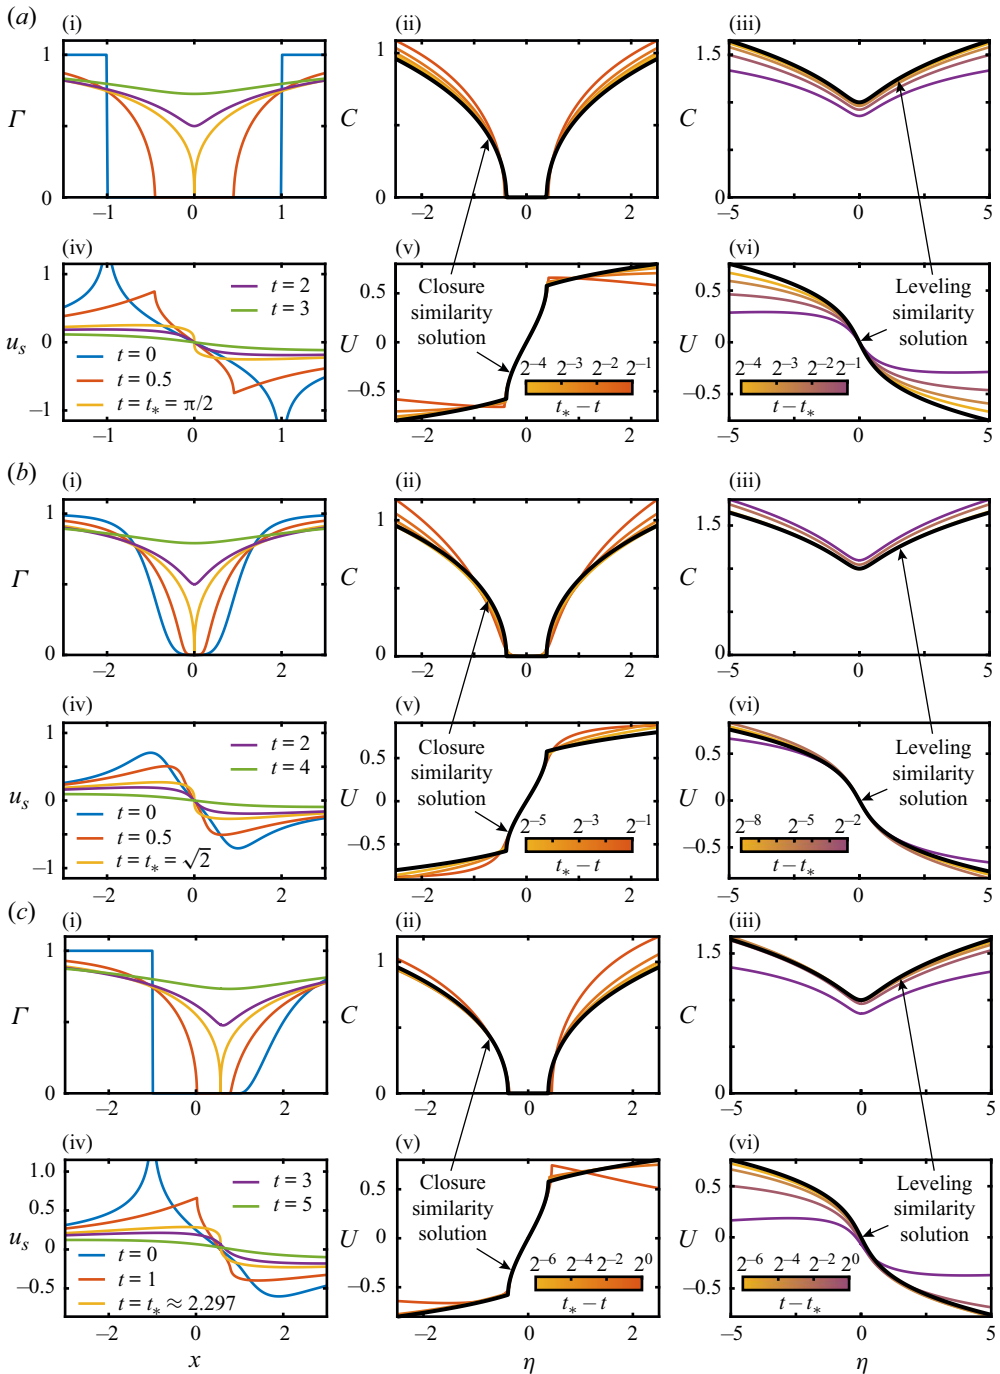 (a)
(i)
(ii)
(iii)
1
Γ
0
−1
0
1
1
C
0
−2
0
2
1.5
C
0
−5
0
5
(iv)
(v)
(vi)
1
u_s
0
−1
t = 2
t = 3
t = 0
t = 0.5
t = t_* = π/2
−1
0
1
0.5
U
−0.5
Closure
similarity
solution
2^−4 2^−3 2^−2 2^−1
t_* − t
−2
0
2
0.5
U
−0.5
Leveling
similarity
solution
2^−4 2^−3 2^−2 2^−1
t − t_*
−5
0
5
(b)
(i)
(ii)
(iii)
1
Γ
0
−2
0
2
1
C
0
−2
0
2
1.5
C
0
−5
0
5
(iv)
(v)
(vi)
1
u_s
0
−1
t = 2
t = 4
t = 0
t = 0.5
t = t_* = √2
−2
0
2
0.5
U
−0.5
Closure
similarity
solution
2^−5 2^−3 2^−1
t_* − t
−2
0
2
0.5
U
−0.5
Leveling
similarity
solution
2^−8 2^−5 2^−2
t − t_*
−5
0
5
(c)
(i)
(ii)
(iii)
1
Γ
0
−2
0
2
1
C
0
−2
0
2
1.5
C
0
−5
0
5
(iv)
(v)
(vi)
1.0
0.5
u_s
0
−0.5
t = 3
t = 5
t = 0
t = 1
t = t_* ≈ 2.297
−2
0
2
x
0.5
U
−0.5
Closure
similarity
solution
2^−6 2^−4 2^−2 2^0
t_* − t
−2
0
2
η
0.5
U
−0.5
Leveling
similarity
solution
2^−6 2^−4 2^−2 2^0
t − t_*
−5
0
5
η